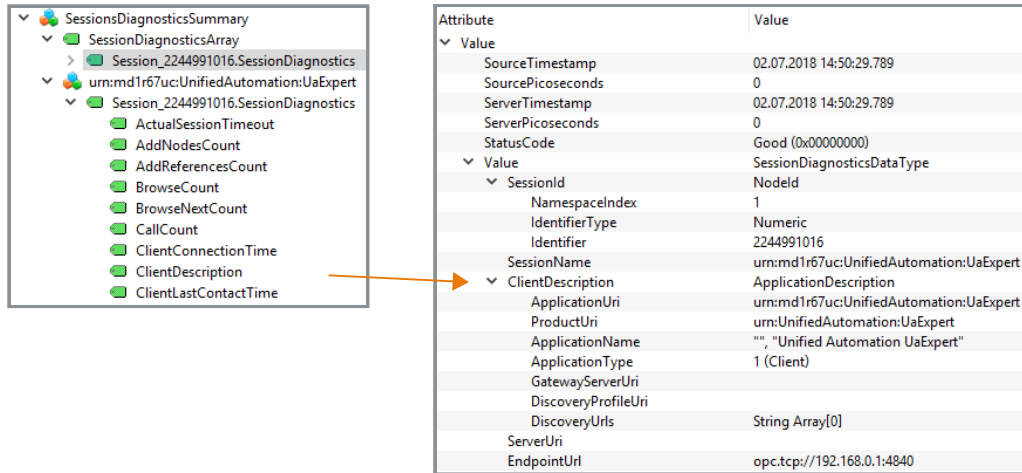 SessionsDiagnosticsSummary
SessionDiagnosticsArray
Session_2244991016.SessionDiagnostics
urn:md1r67uc:UnifiedAutomation:UaExpert
Session_2244991016.SessionDiagnostics
ActualSessionTimeout
AddNodesCount
AddReferencesCount
BrowseCount
BrowseNextCount
CallCount
ClientConnectionTime
ClientDescription
ClientLastContactTime
Attribute Value
Value
SourceTimestamp 02.07.2018 14:50:29.789
SourcePicoseconds 0
ServerTimestamp 02.07.2018 14:50:29.789
ServerPicoseconds 0
StatusCode Good (0x00000000)
Value SessionDiagnosticsDataType
SessionId NodeId
NamespaceIndex 1
IdentifierType Numeric
Identifier 2244991016
SessionName urn:md1r67uc:UnifiedAutomation:UaExpert
ClientDescription ApplicationDescription
ApplicationUri urn:md1r67uc:UnifiedAutomation:UaExpert
ProductUri urn:UnifiedAutomation:UaExpert
ApplicationName "", "Unified Automation UaExpert"
ApplicationType 1 (Client)
GatewayServerUri
DiscoveryProfileUri
DiscoveryUrls String Array[0]
ServerUri
EndpointUrl opc.tcp://192.168.0.1:4840